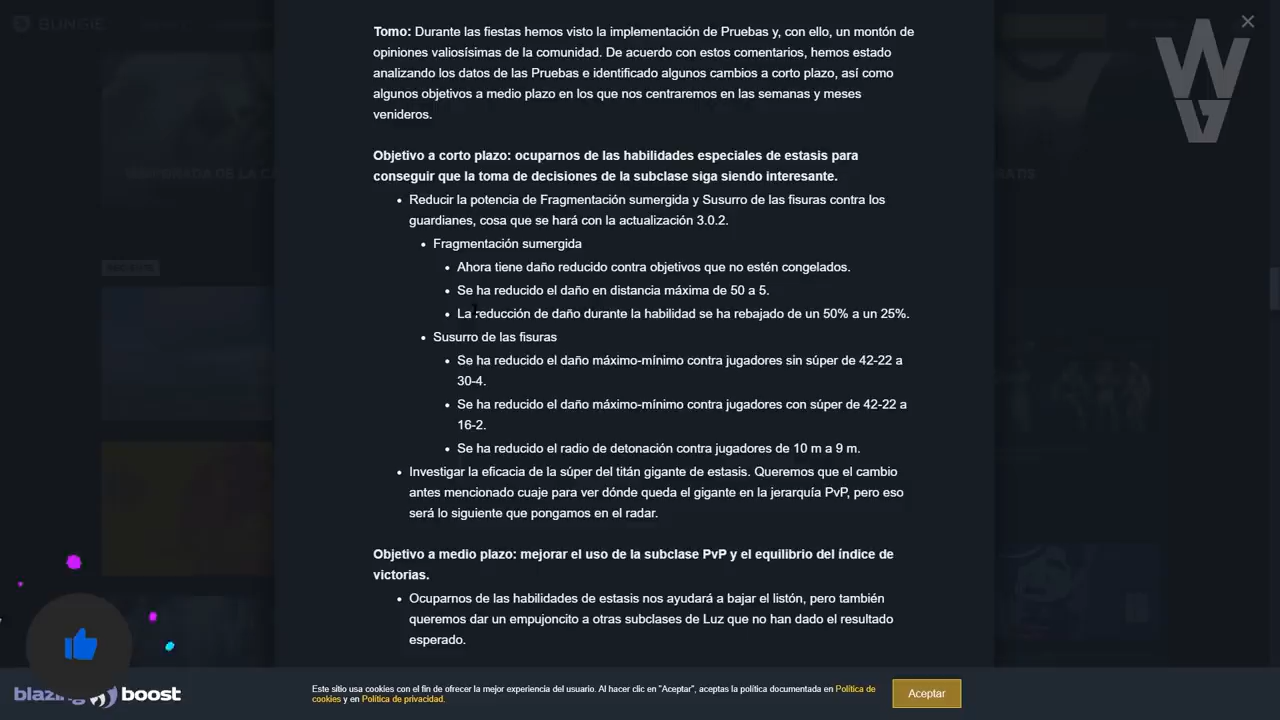 BUNGIE
Tomo: Durante las fiestas hemos visto la implementación de Pruebas y, con ello, un montón de
opiniones valiosísimas de la comunidad. De acuerdo con estos comentarios, hemos estado
analizando los datos de las Pruebas e identificado algunos cambios a corto plazo, así como
algunos objetivos a medio plazo en los que nos centraremos en las semanas y meses
venideros.
Objetivo a corto plazo: ocuparnos de las habilidades especiales de estasis para
conseguir que la toma de decisiones de la subclase siga siendo interesante.
Reducir la potencia de Fragmentación sumergida y Susurro de las fisuras contra los
guardianes, cosa que se hará con la actualización 3.0.2.
Fragmentación sumergida
Ahora tiene daño reducido contra objetivos que no estén congelados.
Se ha reducido el daño en distancia máxima de 50 a 5.
La reducción de daño durante la habilidad se ha rebajado de un 50% a un 25%.
Susurro de las fisuras
Se ha reducido el daño máximo-mínimo contra jugadores sin súper de 42-22 a
30-4.
Se ha reducido el daño máximo-mínimo contra jugadores con súper de 42-22 a
16-2.
Se ha reducido el radio de detonación contra jugadores de 10 m a 9 m.
Investigar la eficacia de la súper del titán gigante de estasis. Queremos que el cambio
antes mencionado cuaje para ver dónde queda el gigante en la jerarquía PvP, pero eso
será lo siguiente que pongamos en el radar.
Objetivo a medio plazo: mejorar el uso de la subclase PvP y el equilibrio del índice de
victorias.
Ocuparnos de las habilidades de estasis nos ayudará a bajar el listón, pero también
queremos dar un empujoncito a otras subclases de Luz que no han dado el resultado
esperado.
blazing boost
Este sitio usa cookies con el fin de ofrecer la mejor experiencia del usuario. Al hacer clic en "Aceptar", aceptas la política documentada en Política de
cookies y en Política de privacidad.
Aceptar